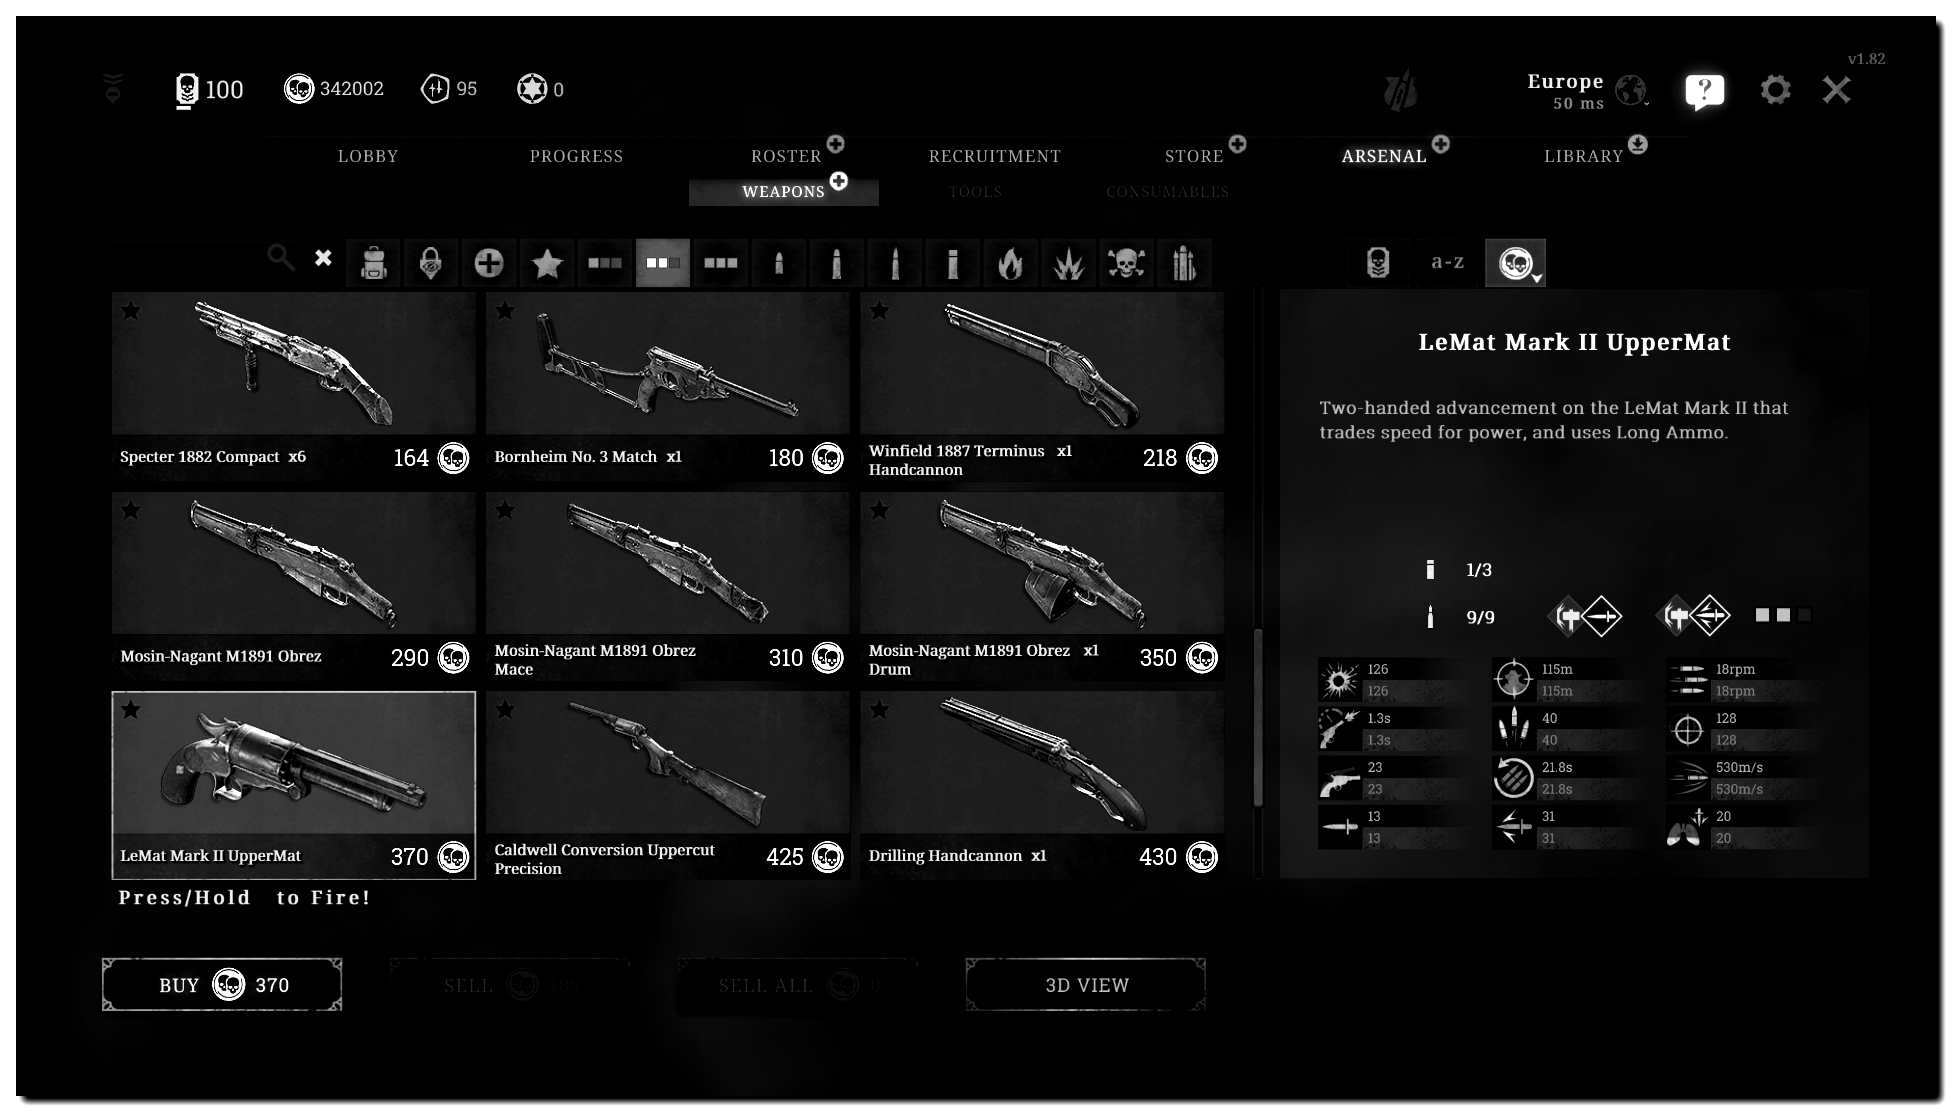 v1.82
100 342002 95 0 Europe
50 ms
?
LOBBY PROGRESS ROSTER RECRUITMENT STORE ARSENAL LIBRARY
WEAPONS TOOLS CONSUMABLES
a-z
Specter 1882 Compact x6 164
Bornheim No. 3 Match x1 180
Winfield 1887 Terminus x1 218
Handcannon
Mosin-Nagant M1891 Obrez 290
Mosin-Nagant M1891 Obrez 310
Mace
Mosin-Nagant M1891 Obrez x1 350
Drum
LeMat Mark II UpperMat 370
Caldwell Conversion Uppercut 425
Precision
Drilling Handcannon x1 430
Press/Hold to Fire!
BUY 370 SELL 185 SELL ALL 0 3D VIEW
LeMat Mark II UpperMat
Two-handed advancement on the LeMat Mark II that
trades speed for power, and uses Long Ammo.
1/3
9/9
126 115m 18rpm
126 115m 18rpm
1.3s 40 128
1.3s 40 128
23 21.8s 530m/s
23 21.8s 530m/s
13 31 20
13 31 20